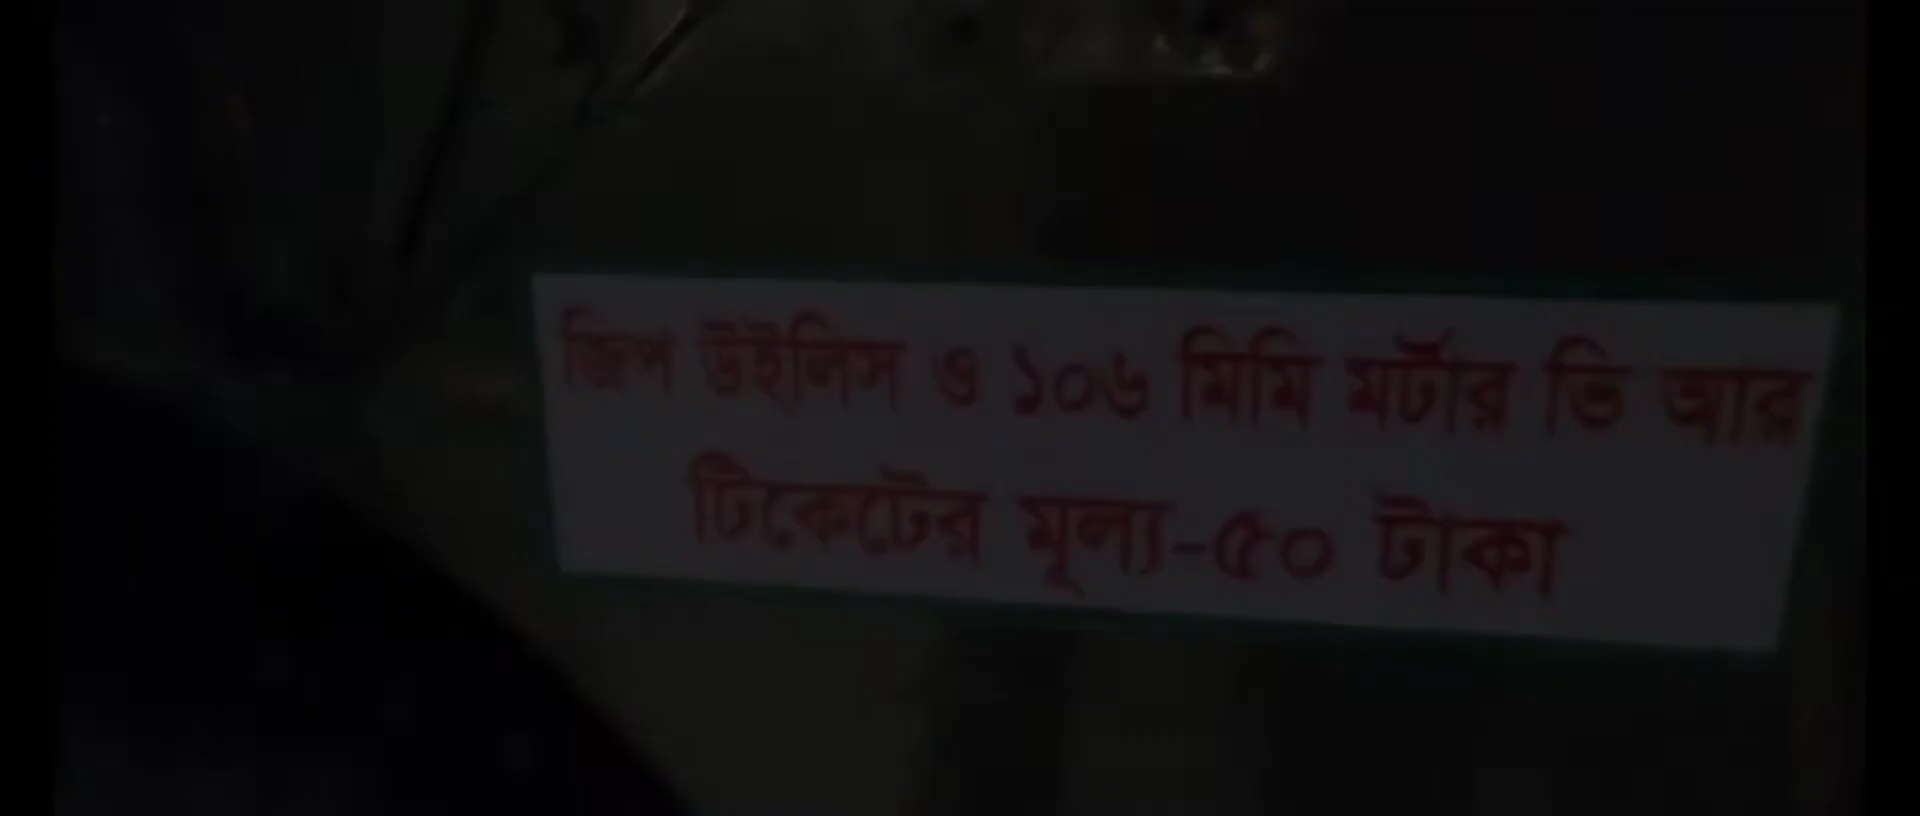 জিপ উইলিস ও ১০৬ মিমি মর্টার ভি আর
টিকেটের মূল্য-৫০ টাকা